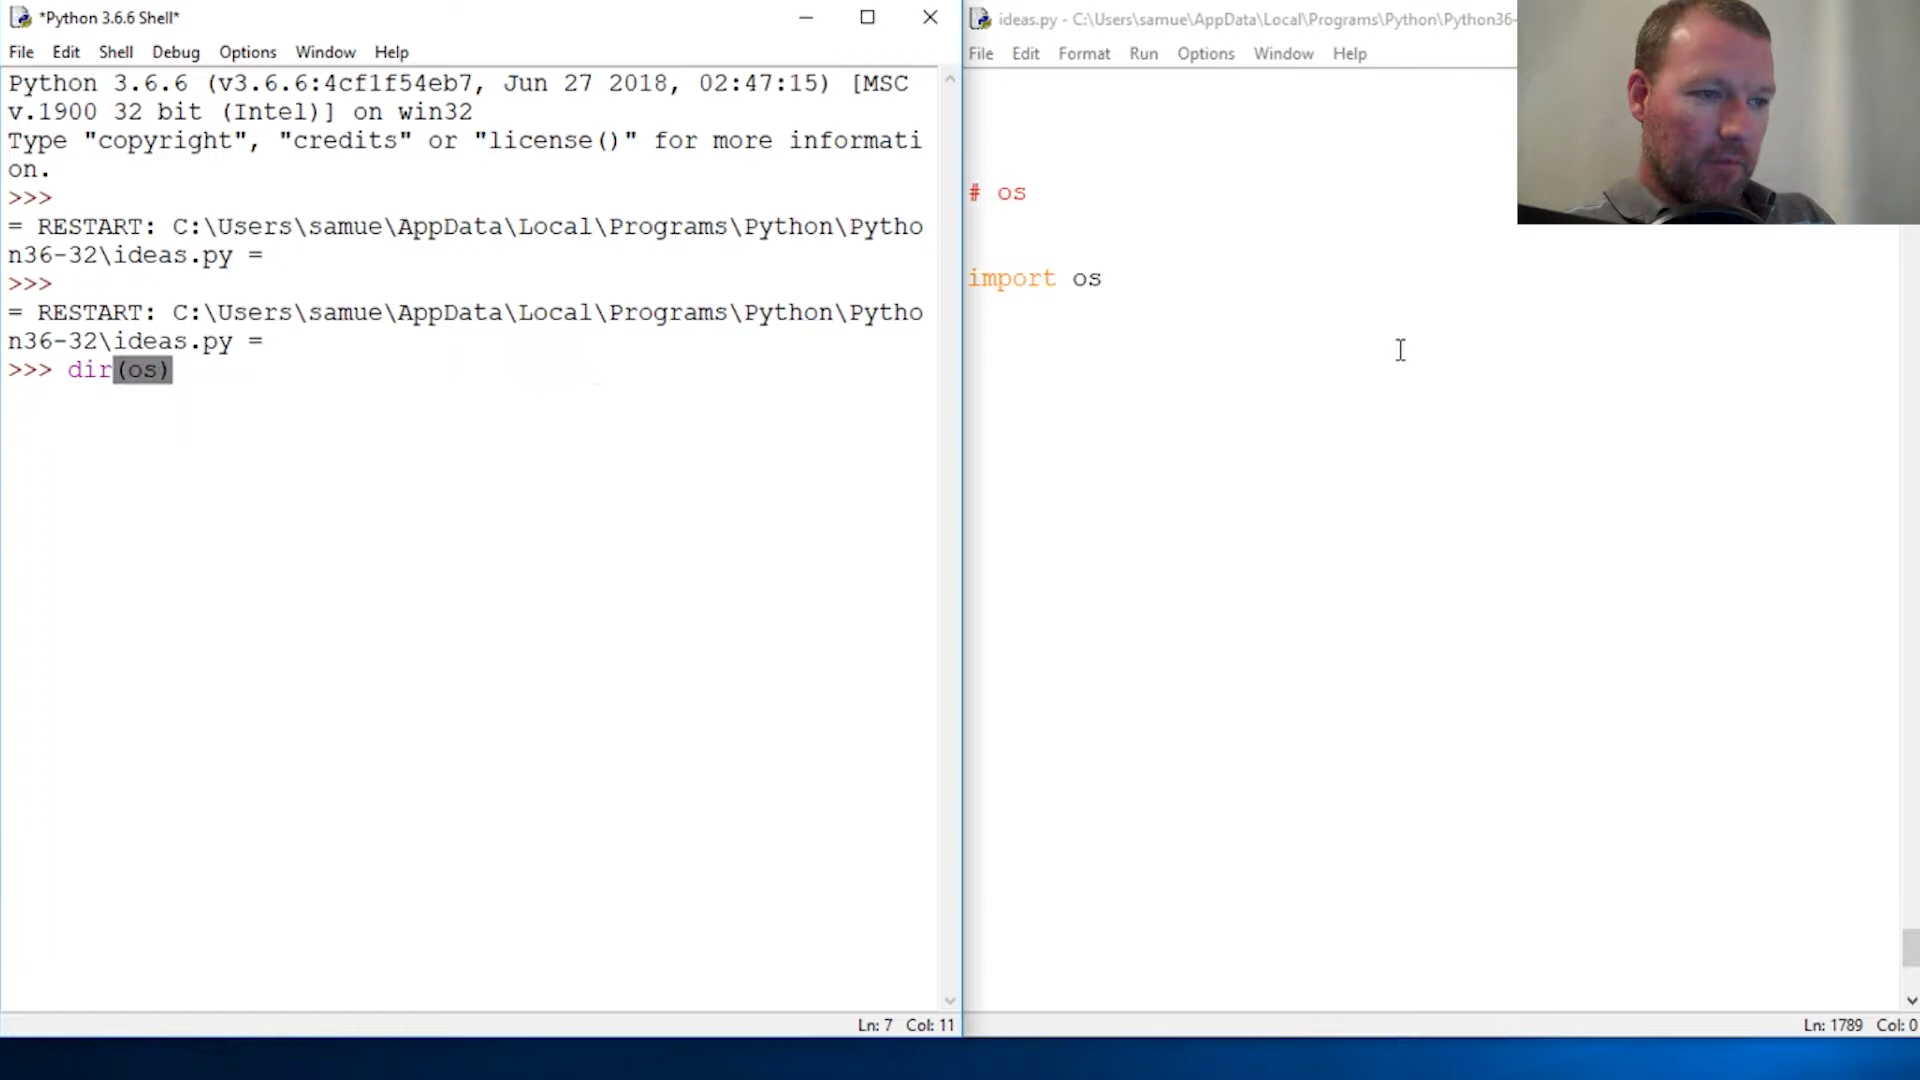 *Python 3.6.6 Shell*
File Edit Shell Debug Options Window Help
Python 3.6.6 (v3.6.6:4cf1f54eb7, Jun 27 2018, 02:47:15) [MSC
v.1900 32 bit (Intel)] on win32
Type "copyright", "credits" or "license()" for more informati
on.
>>>
= RESTART: C:\Users\samue\AppData\Local\Programs\Python\Pytho
n36-32\ideas.py =
>>>
= RESTART: C:\Users\samue\AppData\Local\Programs\Python\Pytho
n36-32\ideas.py =
>>> dir(os)
Ln: 7 Col: 11
ideas.py - C:\Users\samue\AppData\Local\Programs\Python\Python36-
File Edit Format Run Options Window Help
# os
import os
Ln: 1789 Col: 0